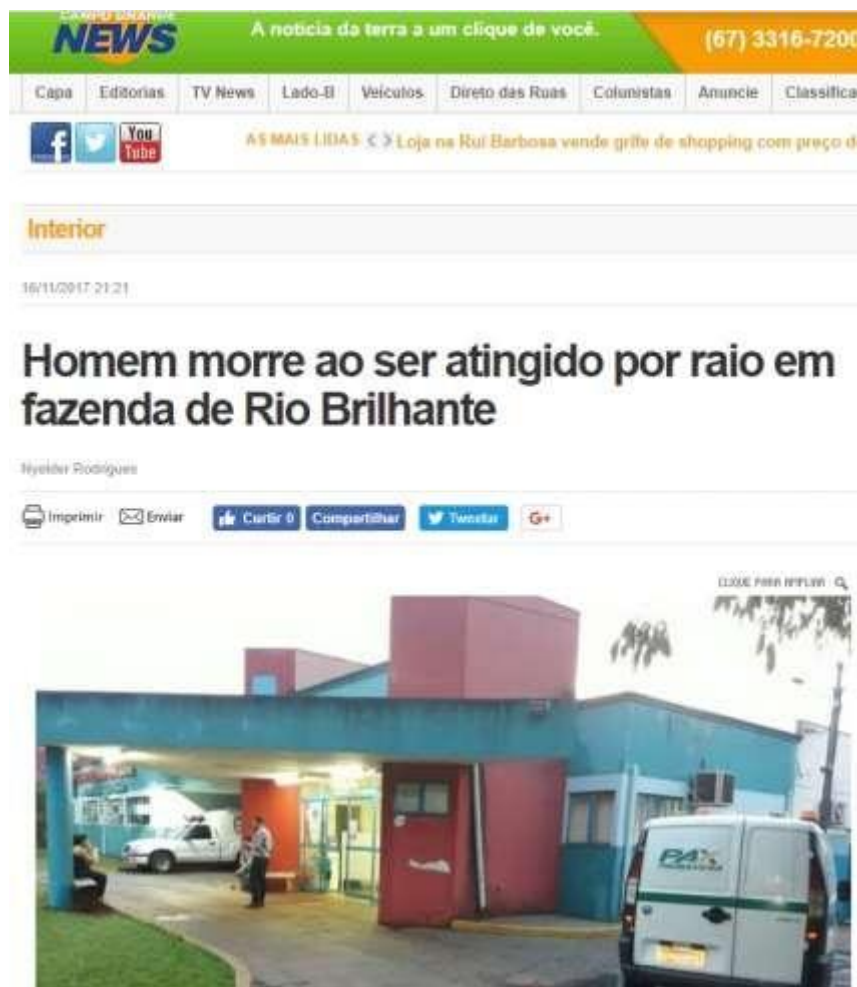 CAMPO GRANDE
NEWS
A notícia da terra a um clique de você.
(67) 3316-7200
Capa Editorias TV News Lado-B Veículos Direto das Ruas Colunistas Anuncie Classifica
You
Tube
AS MAIS LIDAS < > Loja na Rui Barbosa vende grife de shopping com preço d
Interior
16/11/2017 21:21
Homem morre ao ser atingido por raio em
fazenda de Rio Brilhante
Nyelder Rodrigues
Imprimir Enviar Curtir 0 Compartilhar Tweetar G+
CLIQUE PARA AMPLIAR
PAX